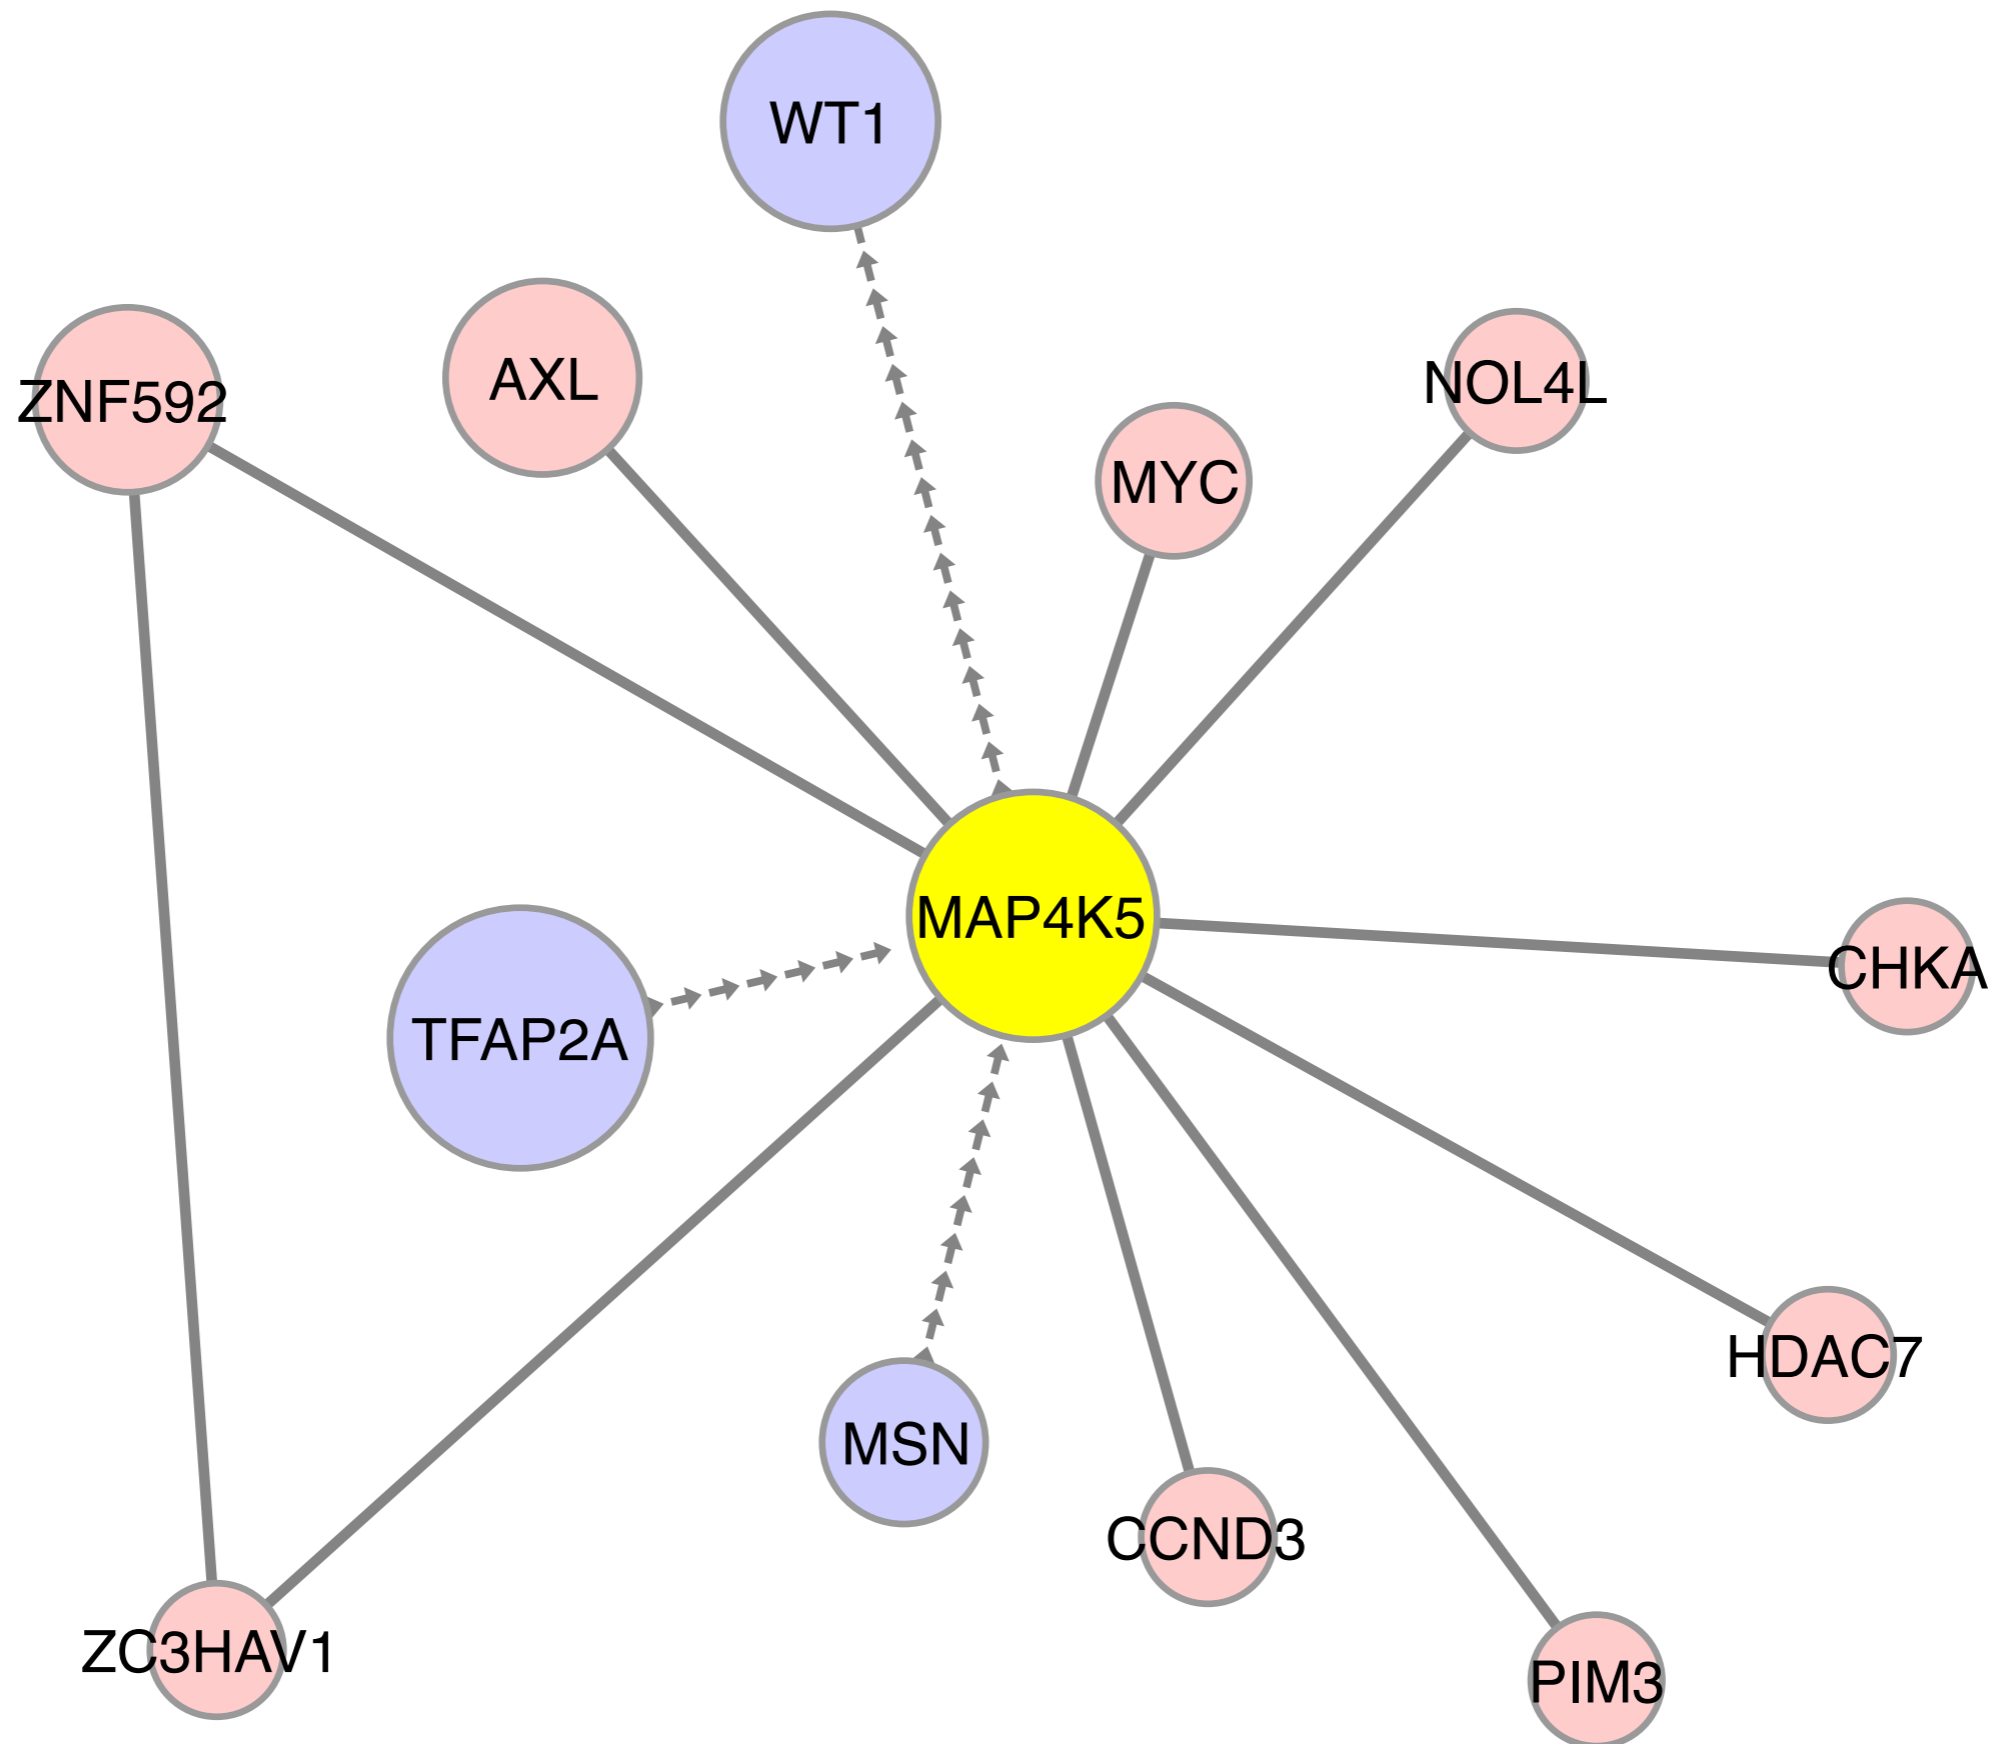 WT1
ZNF592
AXL
NOL4L
MYC
MAP4K5
CHKA
TFAP2A
HDAC7
MSN
CCND3
ZC3HAV1
PIM3